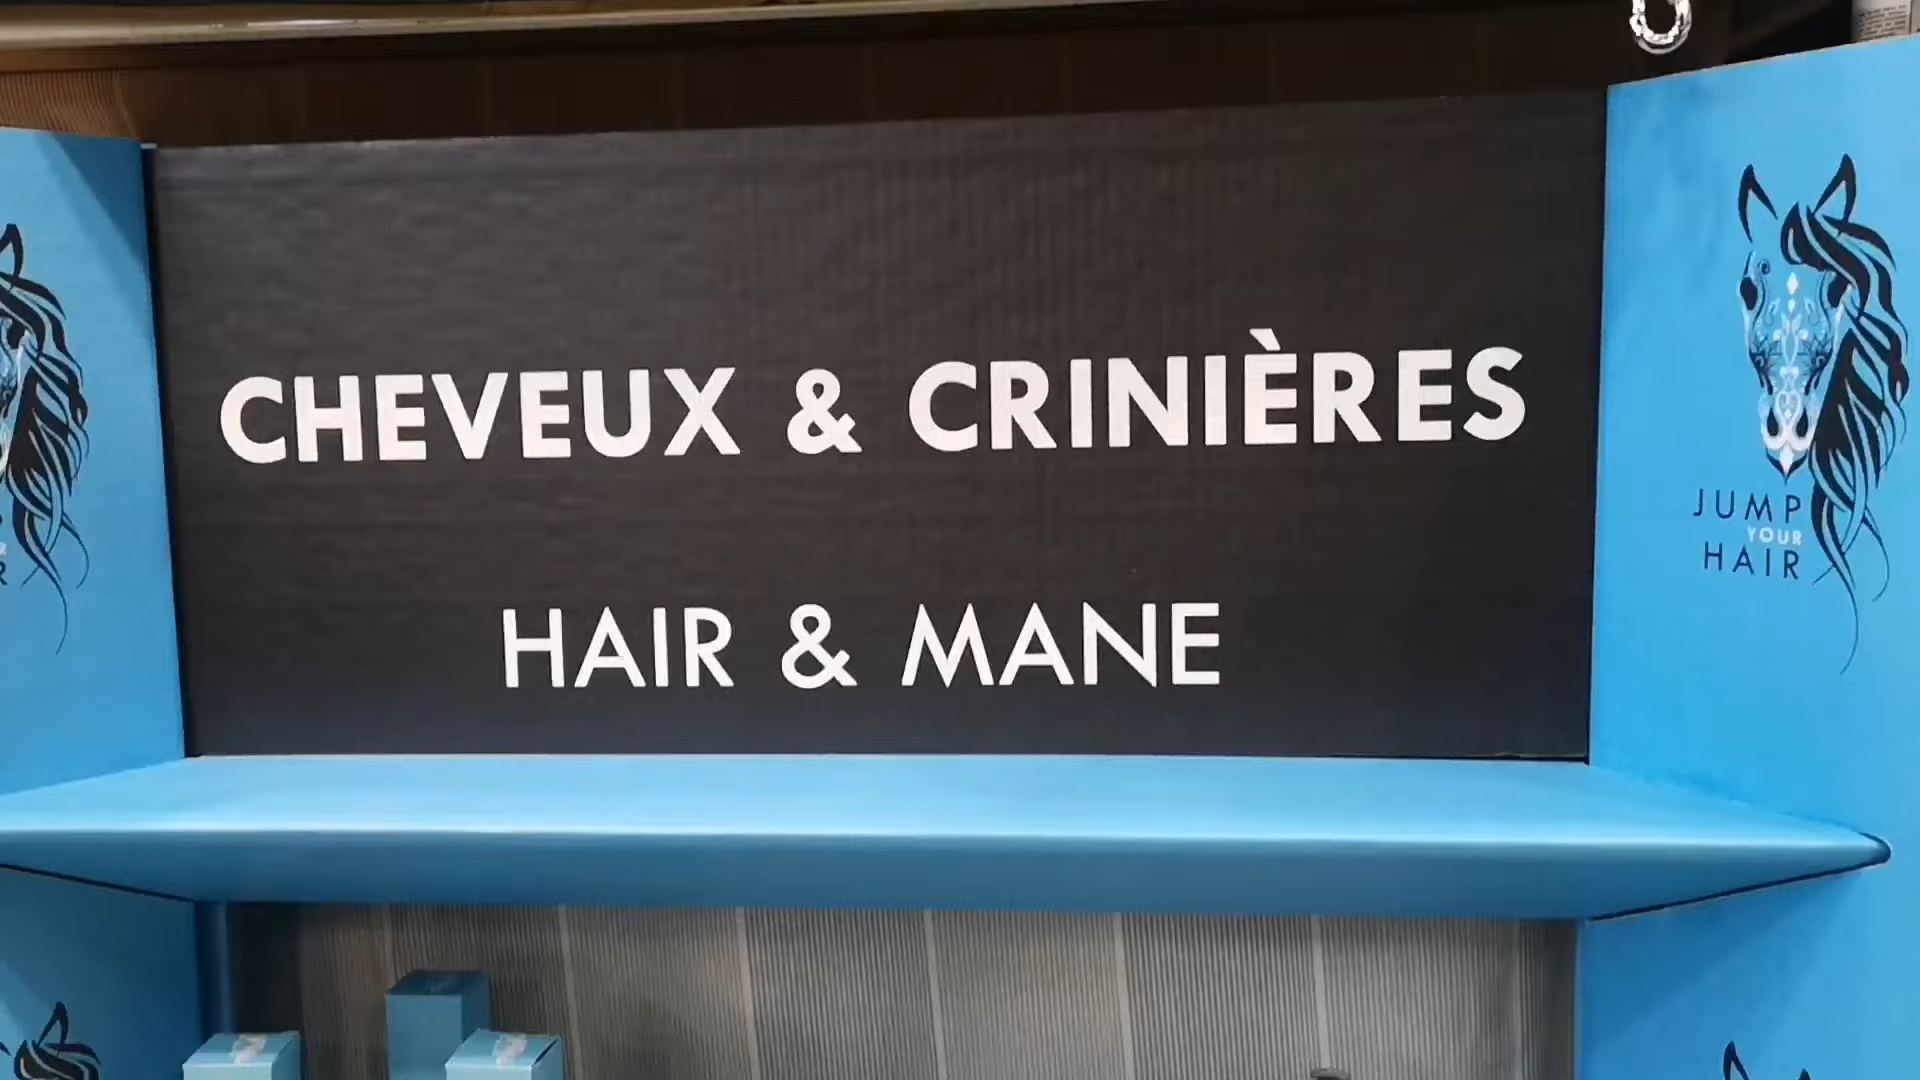 CHEVEUX & CRINIÈRES
HAIR & MANE
JUMP
YOUR
HAIR